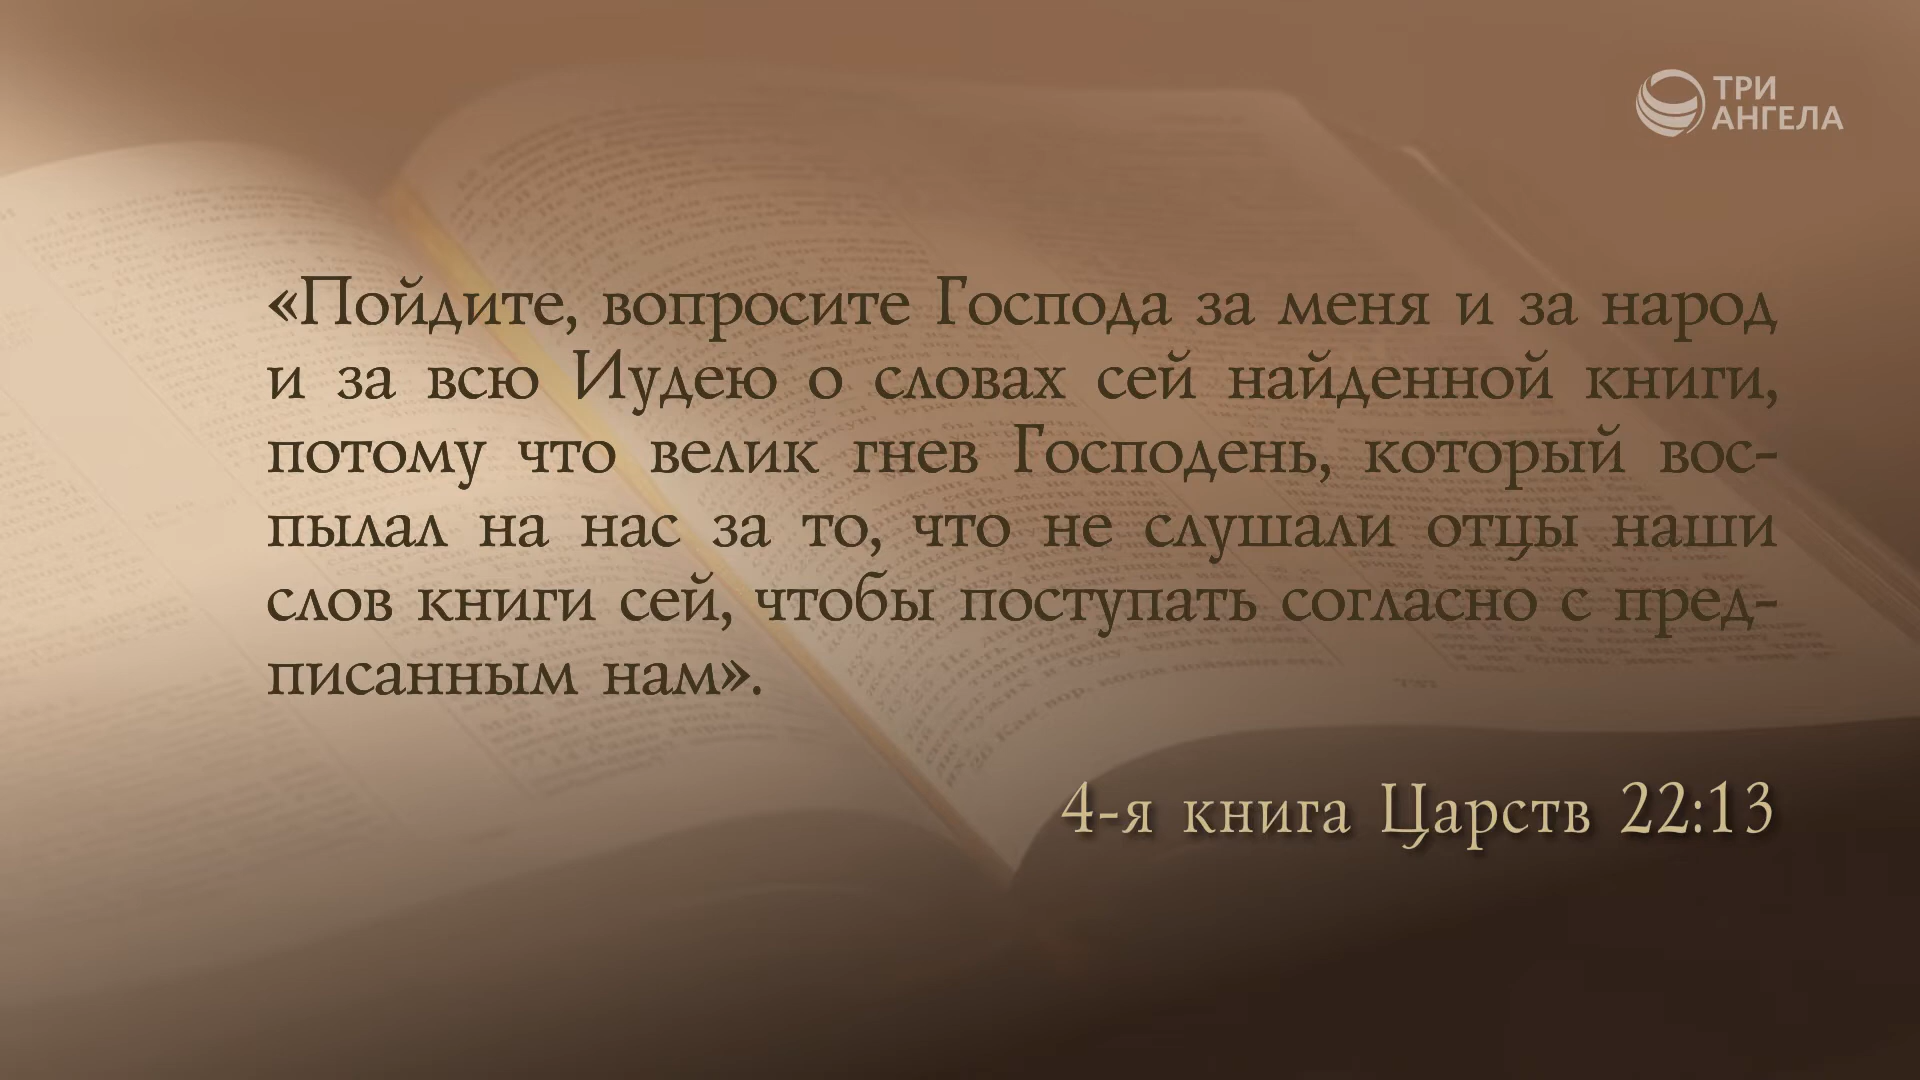 ТРИ
АНГЕЛА
«Пойдите, вопросите Господа за меня и за народ
и за всю Иудею о словах сей найденной книги,
потому что велик гнев Господень, который вос-
пылал на нас за то, что не слушали отцы наши
слов книги сей, чтобы поступать согласно с пред-
писанным нам».
4-я книга Царств 22:13